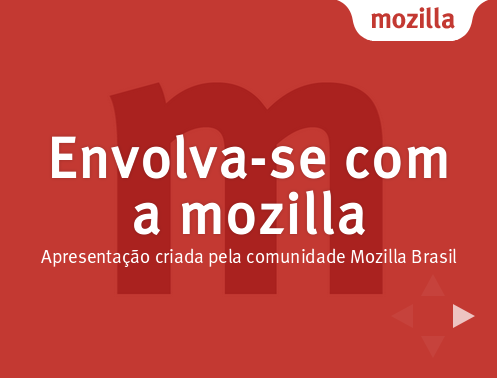 mozilla
Envolva-se com
a mozilla
Apresentação criada pela comunidade Mozilla Brasil